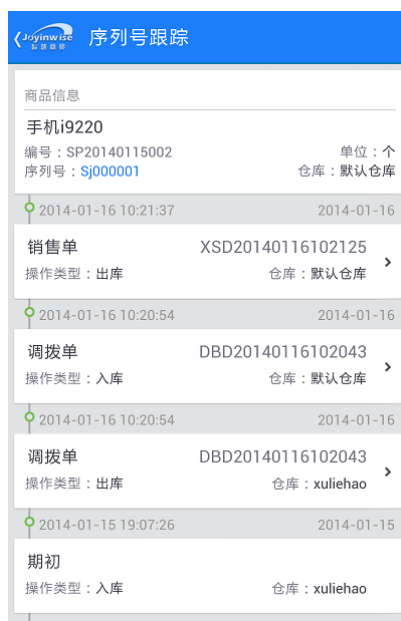 Joyinwise
序列号跟踪
商品信息
手机i9220
编号：SP20140115002 单位：个
序列号：Sj000001 仓库：默认仓库
2014-01-16 10:21:37 2014-01-16
销售单 XSD20140116102125
操作类型：出库 仓库：默认仓库
2014-01-16 10:20:54 2014-01-16
调拨单 DBD20140116102043
操作类型：入库 仓库：默认仓库
2014-01-16 10:20:54 2014-01-16
调拨单 DBD20140116102043
操作类型：出库 仓库：xuliehao
2014-01-15 19:07:26 2014-01-15
期初
操作类型：入库 仓库：xuliehao